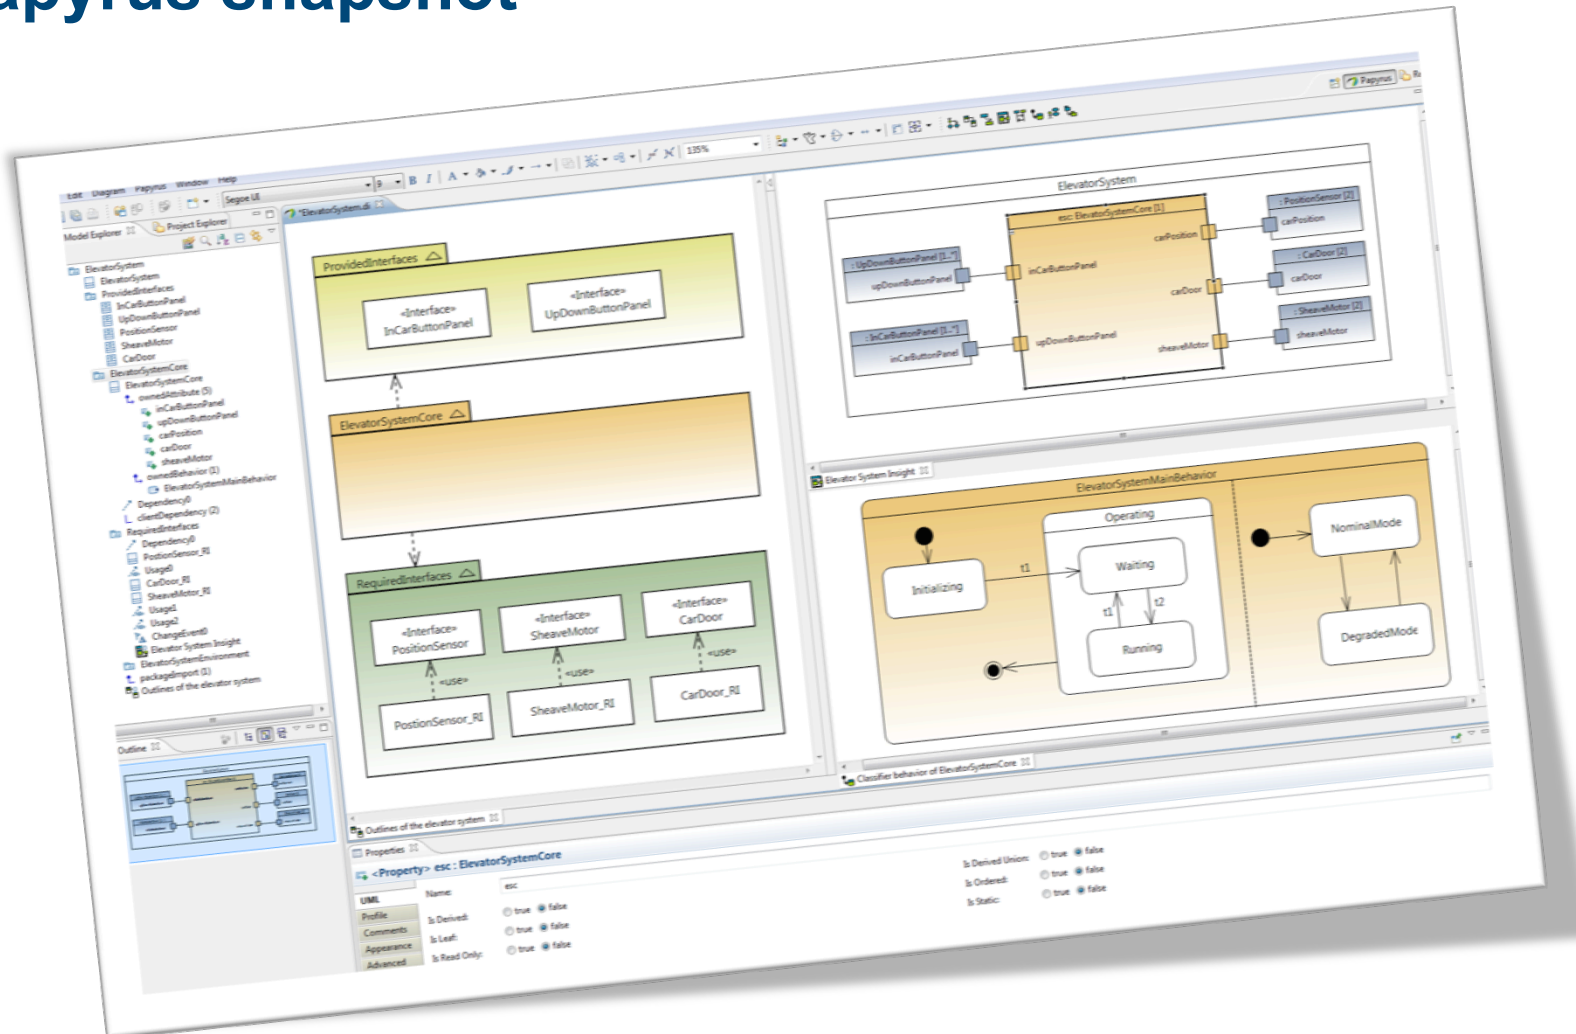 apyrus snapshot
Edit Diagram Papyrus Window Help
Segoe UI
9
B I A
135%
Papyrus
Model Explorer
Project Explorer
ElevatorSystem
ElevatorSystem
ProvidedInterfaces
InCarButtonPanel
UpDownButtonPanel
PositionSensor
SheaveMotor
CarDoor
ElevatorSystemCore
ElevatorSystemCore
ownedAttribute (5)
inCarButtonPanel
upDownButtonPanel
carPosition
carDoor
sheaveMotor
ownedBehavior (1)
ElevatorSystemMainBehavior
Dependency0
clientDependency (2)
RequiredInterfaces
Dependency0
PostionSensor_RI
Usage0
CarDoor_RI
SheaveMotor_RI
Usage1
Usage2
ChangeEvent0
Elevator System Insight
ElevatorSystemEnvironment
packageImport (1)
Outlines of the elevator system
Outline
*ElevatorSystem.di
ProvidedInterfaces
«Interface»
InCarButtonPanel
«Interface»
UpDownButtonPanel
ElevatorSystemCore
RequiredInterfaces
«Interface»
PositionSensor
«Interface»
SheaveMotor
«Interface»
CarDoor
«use»
«use»
«use»
PostionSensor_RI
SheaveMotor_RI
CarDoor_RI
Outlines of the elevator system
ElevatorSystem
esc: ElevatorSystemCore [1]
: UpDownButtonPanel [1..*]
upDownButtonPanel
: InCarButtonPanel [1..*]
inCarButtonPanel
inCarButtonPanel
upDownButtonPanel
carPosition
carDoor
sheaveMotor
: PositionSensor [2]
carPosition
: CarDoor [2]
carDoor
: SheaveMotor [2]
sheaveMotor
Elevator System Insight
ElevatorSystemMainBehavior
Initializing
t1
Operating
Waiting
t1
t2
Running
NominalMode
DegradedMode
Classifier behavior of ElevatorSystemCore
Properties
<Property> esc : ElevatorSystemCore
UML
Profile
Comments
Appearance
Advanced
Name:
esc
Is Derived:
true false
Is Leaf:
true false
Is Read Only:
true false
Is Derived Union:
true false
Is Ordered:
true false
Is Static:
true false